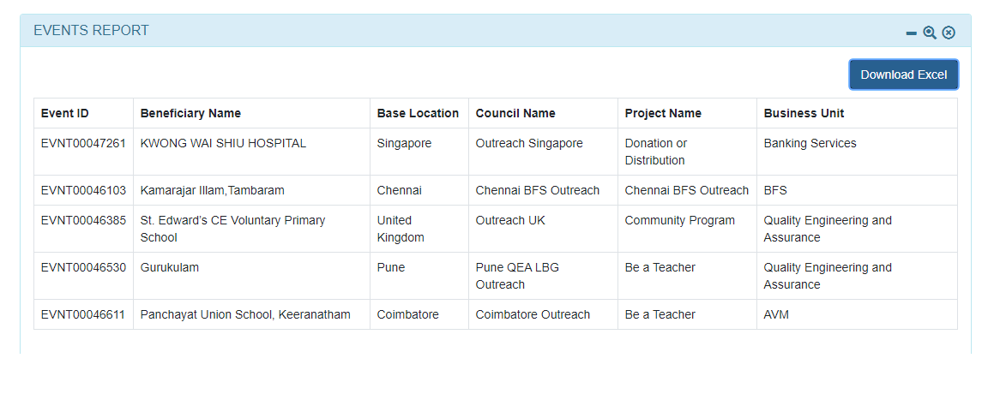 EVENTS REPORT
Download Excel
Event ID Beneficiary Name Base Location Council Name Project Name Business Unit
EVNT00047261 KWONG WAI SHIU HOSPITAL Singapore Outreach Singapore Donation or Banking Services
Distribution
EVNT00046103 Kamarajar Illam,Tambaram Chennai Chennai BFS Outreach Chennai BFS Outreach BFS
EVNT00046385 St. Edward's CE Voluntary Primary United Outreach UK Community Program Quality Engineering and
School Kingdom Assurance
EVNT00046530 Gurukulam Pune Pune QEA LBG Be a Teacher Quality Engineering and
Outreach Assurance
EVNT00046611 Panchayat Union School, Keeranatham Coimbatore Coimbatore Outreach Be a Teacher AVM